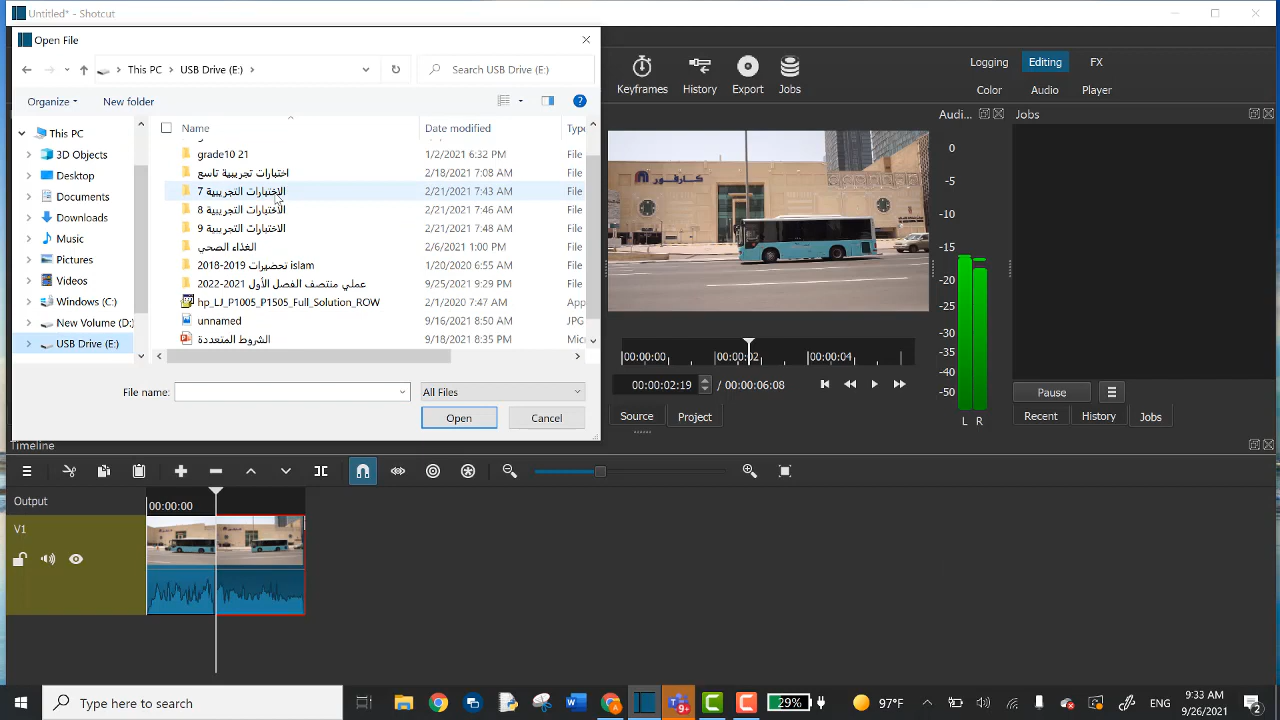 Untitled* - Shotcut
Open File
This PC
USB Drive (E:)
Search USB Drive (E:)
Organize
New folder
This PC
3D Objects
Desktop
Documents
Downloads
Music
Pictures
Videos
Windows (C:)
New Volume (D:)
USB Drive (E:)
Name
Date modified
Type
grade10 21
1/2/2021 6:32 PM
File
اختبارات تجريبية تاسع
2/18/2021 7:08 AM
File
الاختبارات التجريبية 7
2/21/2021 7:43 AM
File
الاختبارات التجريبية 8
2/21/2021 7:46 AM
File
الاختبارات التجريبية 9
2/21/2021 7:48 AM
File
الغذاء الصحي
2/6/2021 1:00 PM
File
تحضيرات 2019-2018 islam
1/20/2020 6:55 AM
File
عملي منتصف الفصل الأول 2021-2022
9/25/2021 9:29 PM
File
hp_LJ_P1005_P1505_Full_Solution_ROW
2/1/2020 7:47 AM
App
unnamed
9/16/2021 8:50 AM
JPG
الشروط المتعددة
9/18/2021 8:35 PM
Micr
File name:
All Files
Open
Cancel
Keyframes
History
Export
Jobs
Logging
Editing
FX
Color
Audio
Player
كارفور
00:00:00
00:00:02
00:00:04
00:00:02:19
/ 00:00:06:08
Source
Project
Audi...
0
-5
-10
-15
-20
-25
-30
-35
-40
-50
L
R
Jobs
Pause
Recent
History
Jobs
Timeline
Output
00:00:00
V1
Type here to search
9+
29%
97°F
ENG
9:33 AM
9/26/2021
2